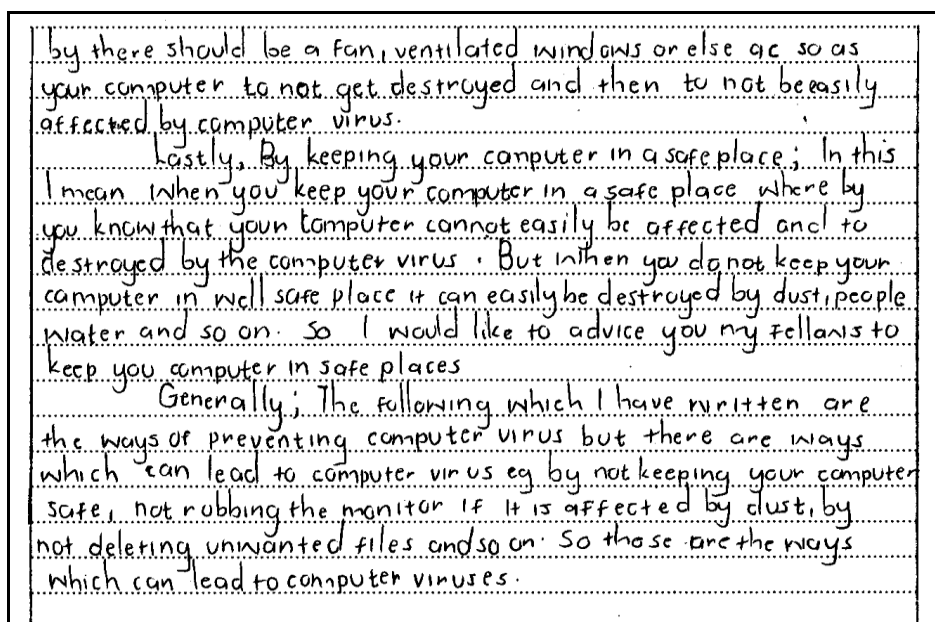 by there should be a fan, ventilated windows or else ac so as
your computer to not get destroyed and then to not beeasily
affected by computer virus.
Lastly, By keeping your computer in a safe place; In this
I mean when you keep your computer in a safe place where by
you know that your computer cannot easily be affected and to
destroyed by the computer virus. But when you do not keep your
computer in well safe place it can easily be destroyed by dust, people
water and so on. So I would like to advice you my fellows to
keep you computer in safe places
Generally; The following which I have written are
the ways of preventing computer virus but there are ways
which can lead to computer virus eg by not keeping your computer
safe, not robbing the monitor if it is affected by dust, by
not deleting unwanted files and so on. So those are the ways
which can lead to computer viruses.